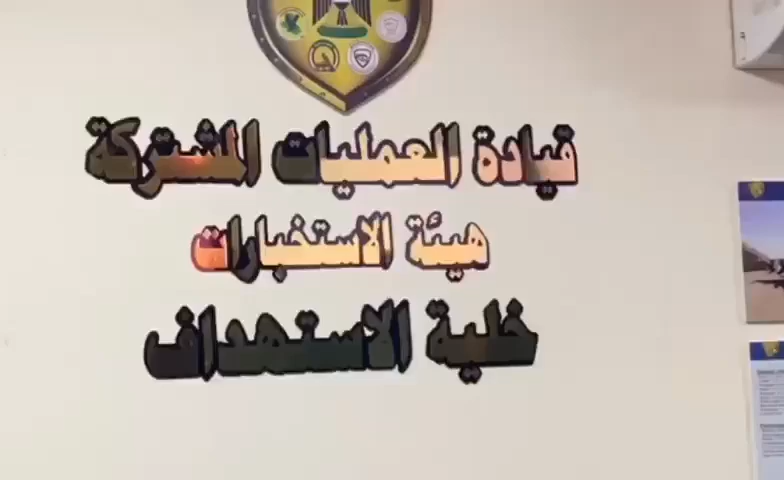 قيادة العمليات المشتركة
هيئة الاستخبارات
خلية الاستهداف